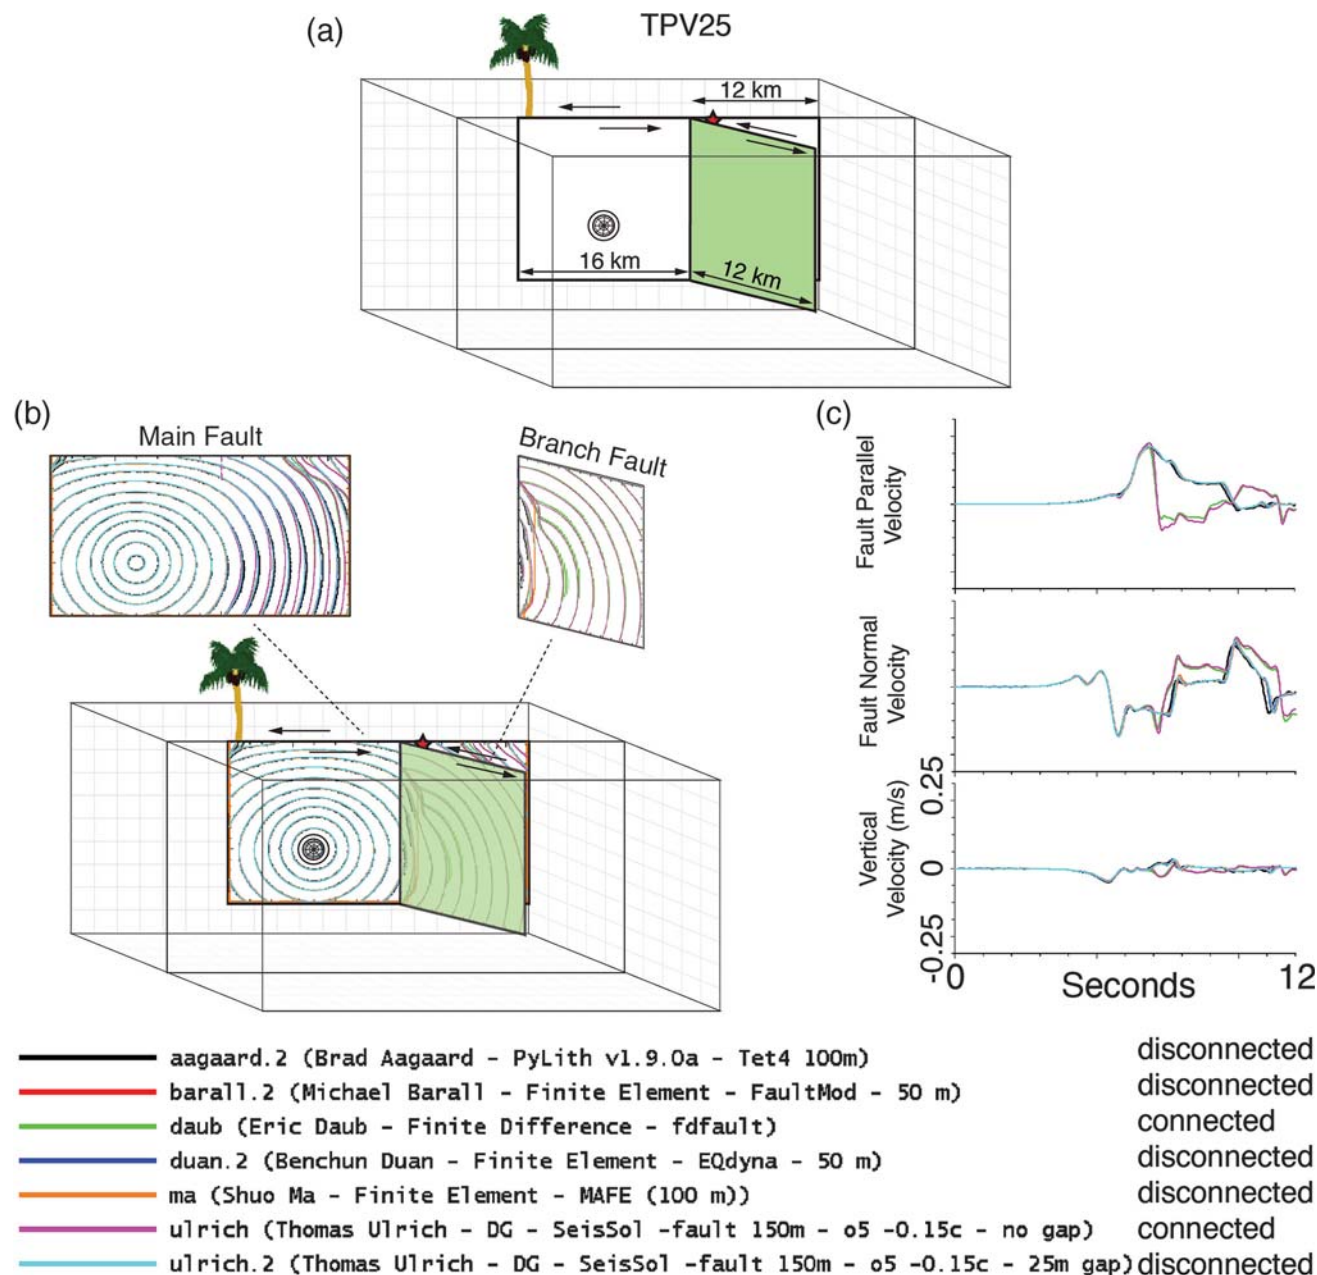 (a)
TPV25
12 km
16 km
12 km
(b)
Main Fault
Branch Fault
(c)
Fault Parallel
Velocity
Fault Normal
Velocity
Vertical
Velocity (m/s)
0.25
0
-0.25
-0
Seconds
12
aagaard.2 (Brad Aagaard - PyLith v1.9.0a - Tet4 100m) disconnected
barall.2 (Michael Barall - Finite Element - FaultMod - 50 m) disconnected
daub (Eric Daub - Finite Difference - fdfault) connected
duan.2 (Benchun Duan - Finite Element - EQdyna - 50 m) disconnected
ma (Shuo Ma - Finite Element - MAFE (100 m)) disconnected
ulrich (Thomas Ulrich - DG - SeisSol -fault 150m - o5 -0.15c - no gap) connected
ulrich.2 (Thomas Ulrich - DG - SeisSol -fault 150m - o5 -0.15c - 25m gap) disconnected